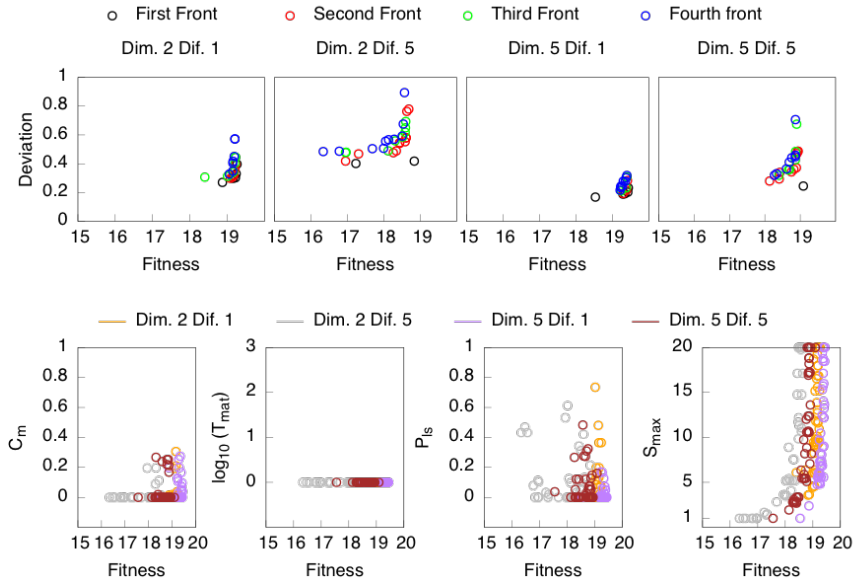 First Front Second Front Third Front Fourth front
Dim. 2 Dif. 1 Dim. 2 Dif. 5 Dim. 5 Dif. 1 Dim. 5 Dif. 5
Deviation
1
0.8
0.6
0.4
0.2
0
15 16 17 18 19 15 16 17 18 19 15 16 17 18 19 15 16 17 18 19
Fitness Fitness Fitness Fitness
Dim. 2 Dif. 1 Dim. 2 Dif. 5 Dim. 5 Dif. 1 Dim. 5 Dif. 5
C_m
1
0.8
0.6
0.4
0.2
0
15 16 17 18 19 20
Fitness
log10 (T_mat)
3
2
1
0
-1
15 16 17 18 19 20
Fitness
P_ls
1
0.8
0.6
0.4
0.2
0
15 16 17 18 19 20
Fitness
S_max
20
15
10
5
1
15 16 17 18 19 20
Fitness